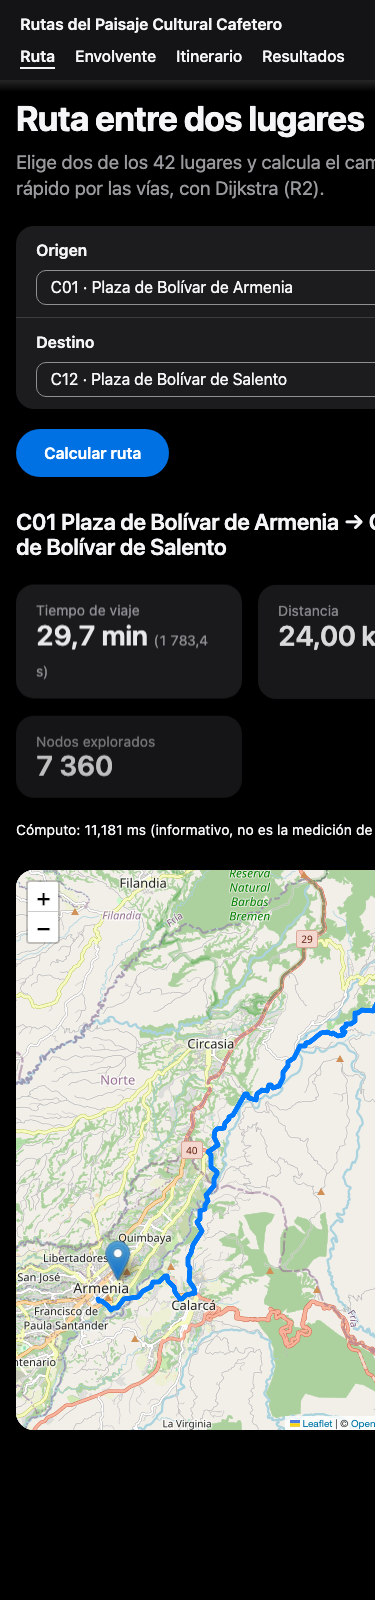 Rutas del Paisaje Cultural Cafetero
Ruta Envolvente Itinerario Resultados
Ruta entre dos lugares
Elige dos de los 42 lugares y calcula el
rápido por las vías, con Dijkstra (R2).
Origen
C01 · Plaza de Bolívar de Armenia
Destino
C12 · Plaza de Bolívar de Salento
Calcular ruta
C01 Plaza de Bolívar de Armenia →
de Bolívar de Salento
Tiempo de viaje
29,7 min (1 783,4
s)
Distancia
24,00
Nodos explorados
7 360
Cómputo: 11,181 ms (informativo, no es la medición de
+
−
Filandia
Filandia
Reserva
Natural
Barbas
Bremen
Fila
29
Circasia
Norte
40
Quimbaya
Libertadores
San José
Armenia
Calarcá
Francisco de
Paula Santander
La Virginia
Leaflet | ©